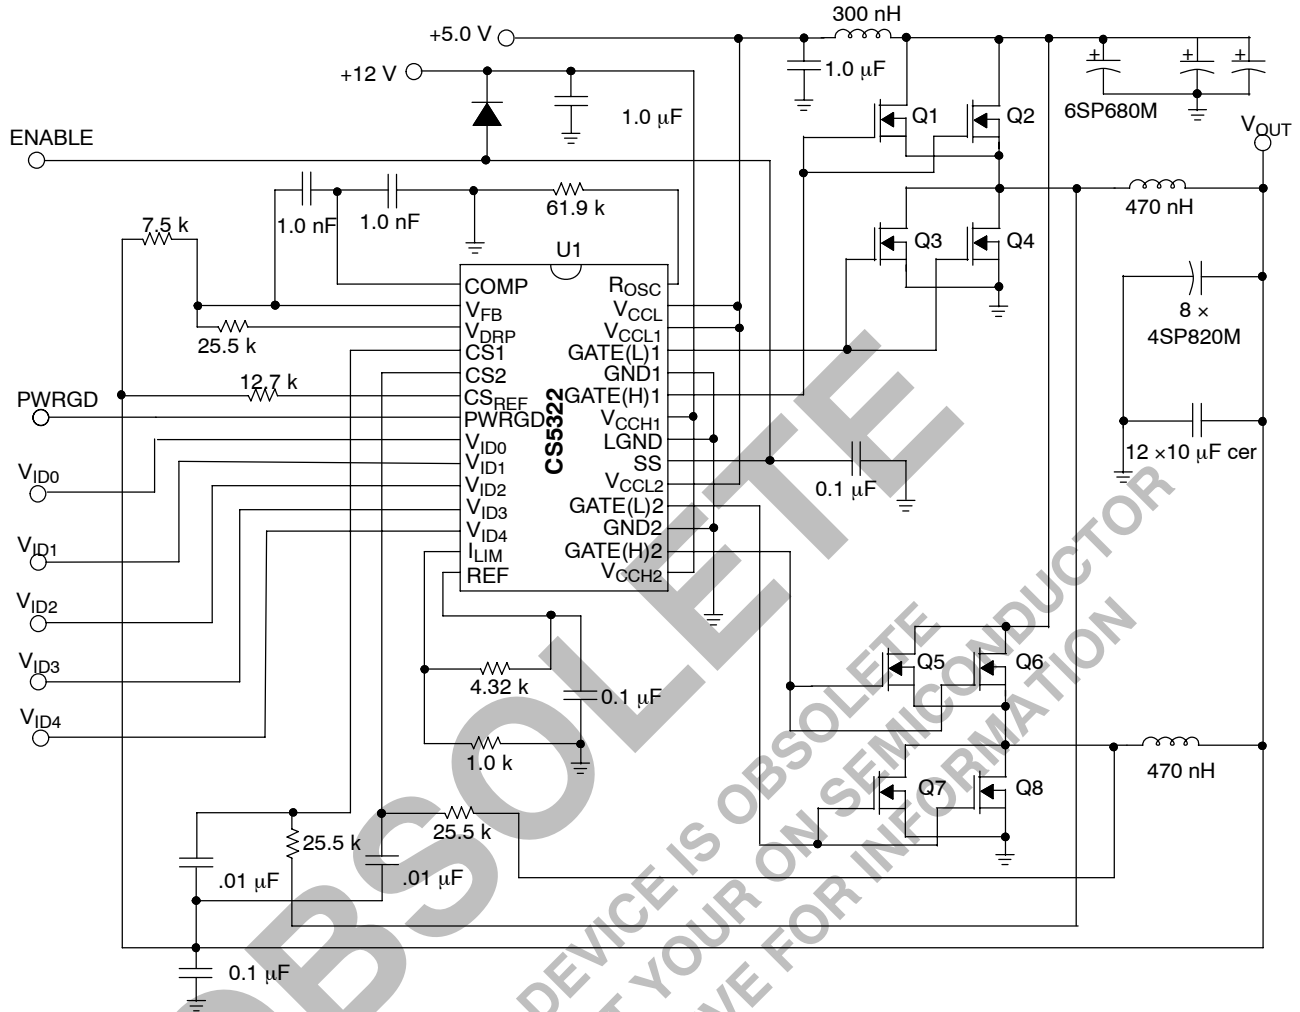 +5.0 V
300 nH
+12 V
1.0 μF
1.0 μF
6SP680M
ENABLE
Q1
Q2
VOUT
1.0 nF
1.0 nF
61.9 k
470 nH
7.5 k
Q3
Q4
U1
25.5 k
COMP
VFB
VDRP
CS1
CS2
CSREF
PWRGD
VID0
VID1
VID2
VID3
VID4
ILIM
REF
CS5322
ROSC
VCCL
VCCL1
GATE(L)1
GND1
GATE(H)1
VCCH1
LGND
SS
VCCL2
GATE(L)2
GND2
GATE(H)2
VCCH2
8 ×
4SP820M
12 ×10 μF cer
12.7 k
PWRGD
VID0
VID1
VID2
VID3
VID4
0.1 μF
4.32 k
0.1 μF
1.0 k
Q5
Q6
Q7
Q8
470 nH
25.5 k
25.5 k
.01 μF
.01 μF
0.1 μF
OBSOLETE
DEVICE IS OBSOLETE
YOUR ON SEMICONDUCTOR
FOR INFORMATION